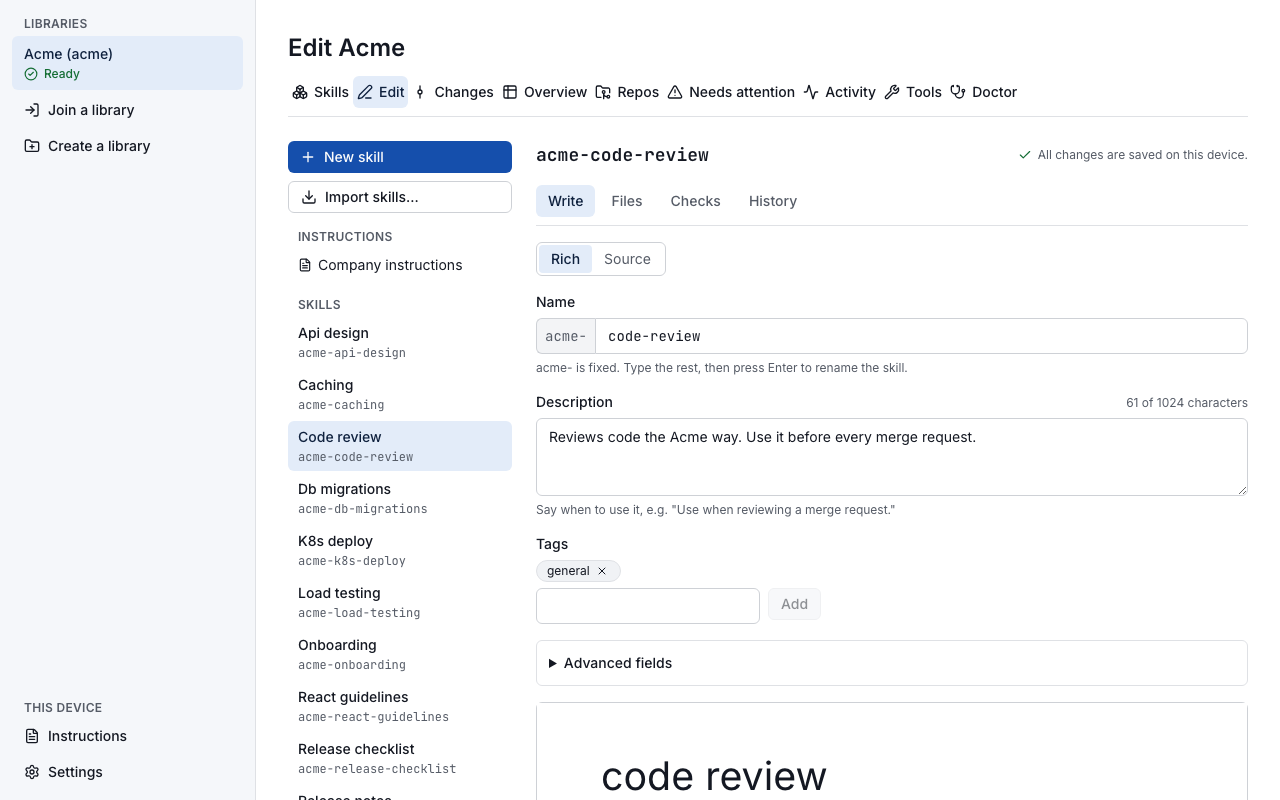 LIBRARIES
Acme (acme)
Ready
Join a library
Create a library
THIS DEVICE
Instructions
Settings
Edit Acme
Skills
Edit
Changes
Overview
Repos
Needs attention
Activity
Tools
Doctor
New skill
Import skills...
INSTRUCTIONS
Company instructions
SKILLS
Api design
acme-api-design
Caching
acme-caching
Code review
acme-code-review
Db migrations
acme-db-migrations
K8s deploy
acme-k8s-deploy
Load testing
acme-load-testing
Onboarding
acme-onboarding
React guidelines
acme-react-guidelines
Release checklist
acme-release-checklist
Release notes
acme-code-review
All changes are saved on this device.
Write
Files
Checks
History
Rich
Source
Name
acme-
code-review
acme- is fixed. Type the rest, then press Enter to rename the skill.
Description
61 of 1024 characters
Reviews code the Acme way. Use it before every merge request.
Say when to use it, e.g. "Use when reviewing a merge request."
Tags
general
Add
Advanced fields
code review